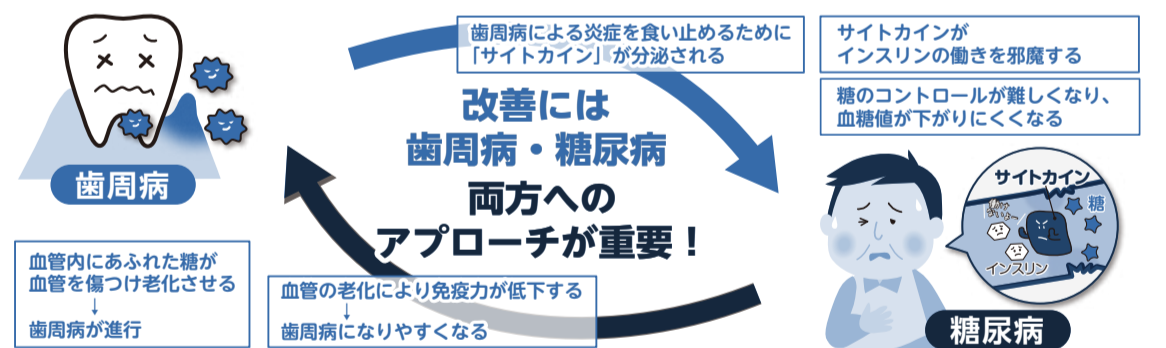 歯周病
歯周病による炎症を食い止めるために
「サイトカイン」が分泌される
サイトカインが
インスリンの働きを邪魔する
糖のコントロールが難しくなり、
血糖値が下がりにくくなる
改善には
歯周病・糖尿病
両方への
アプローチが重要！
サイトカイン
糖
インスリン
糖尿病
血管の老化により免疫力が低下する
↓
歯周病になりやすくなる
血管内にあふれた糖が
血管を傷つけ老化させる
↓
歯周病が進行